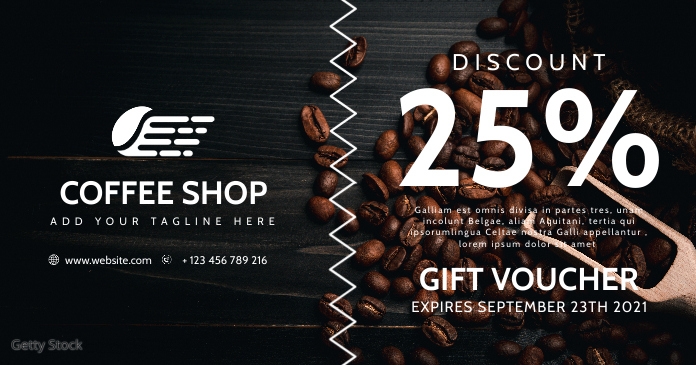 COFFEE SHOP
ADD YOUR TAGLINE HERE
www.website.com +123 456 789 216
Getty Stock
DISCOUNT
25%
Galliam est omnis divisa in partes tres, unam
incolunt Belgae, aliam Aquitani, tertia qui
ipsorumlingua Celtae nostra Galli appellantur ,
lorem ipsum dolor sit amet
GIFT VOUCHER
EXPIRES SEPTEMBER 23TH 2021